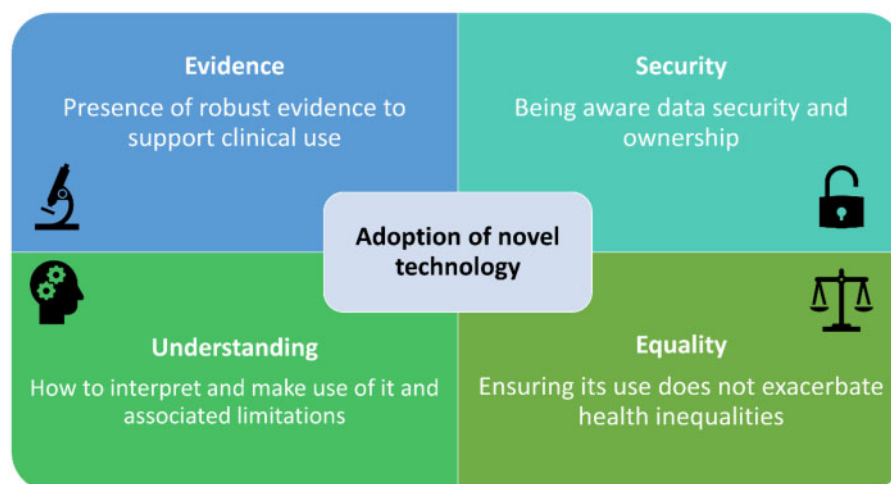 Evidence
Presence of robust evidence to
support clinical use
Security
Being aware data security and
ownership
Adoption of novel
technology
Understanding
How to interpret and make use of it and
associated limitations
Equality
Ensuring its use does not exacerbate
health inequalities